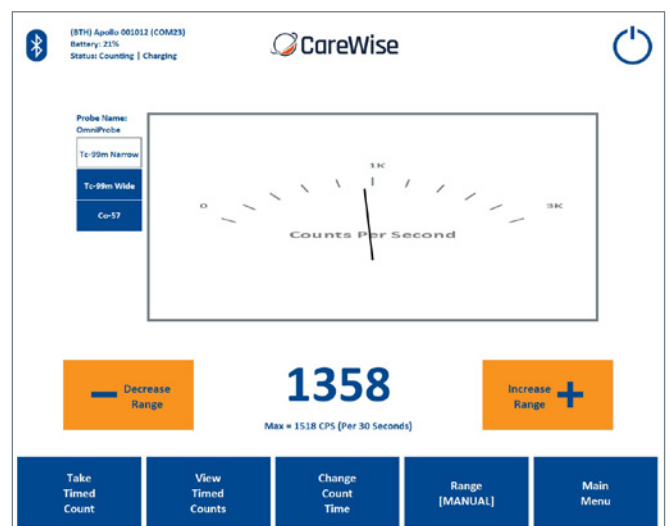 (BTH) Apollo 001012 (COM23)
Battery: 21%
Status: Counting | Charging
CareWise
Probe Name:
OmniProbe
Tc-99m Narrow
Tc-99m Wide
Co-57
0
1K
3K
Counts Per Second
Decrease
Range
1358
Max = 1518 CPS (Per 30 Seconds)
Increase
Range
Take
Timed
Count
View
Timed
Counts
Change
Count
Time
Range
[MANUAL]
Main
Menu